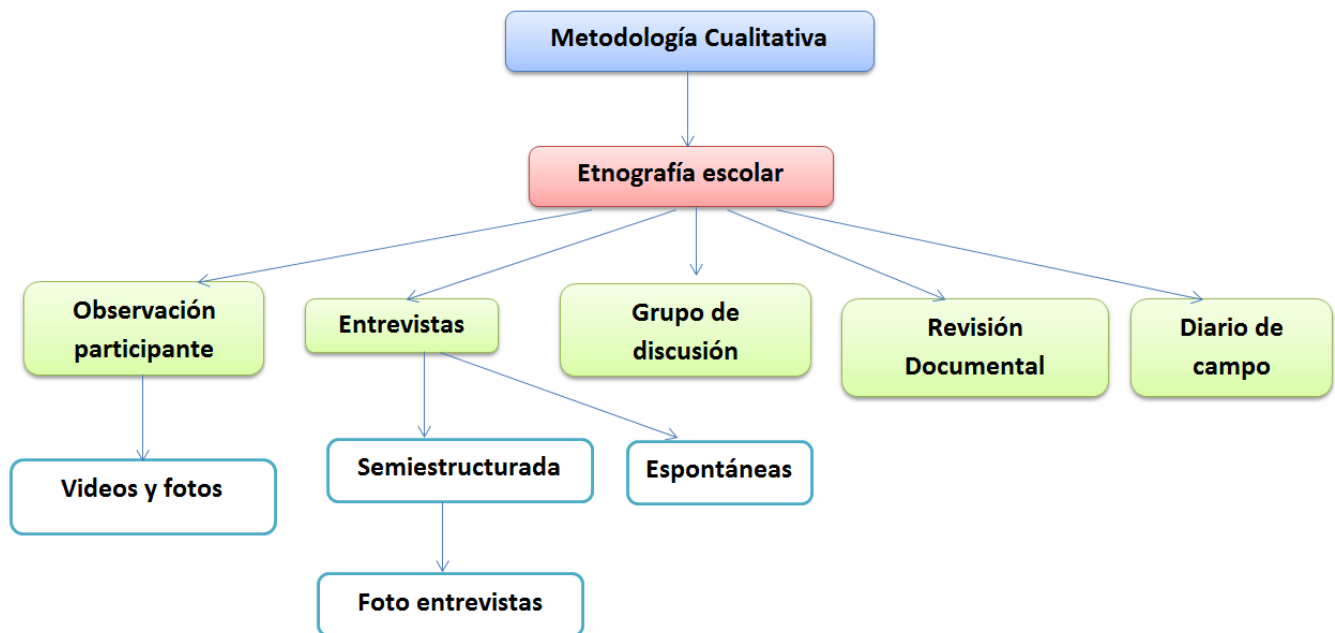 Metodología Cualitativa
Etnografía escolar
Observación
participante
Entrevistas
Grupo de
discusión
Revisión
Documental
Diario de
campo
Videos y fotos
Semiestructurada
Espontáneas
Foto entrevistas